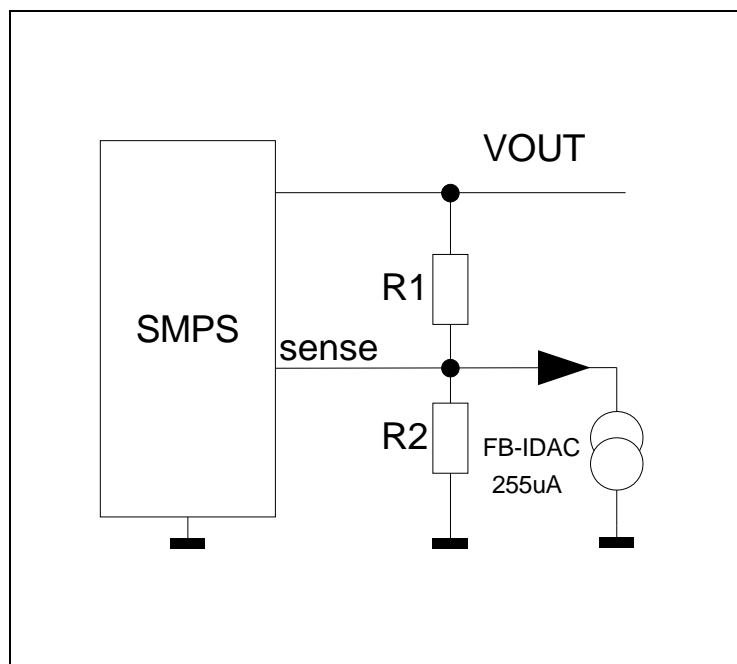 VOUT
R1
SMPS
sense
R2
FB-IDAC
255uA